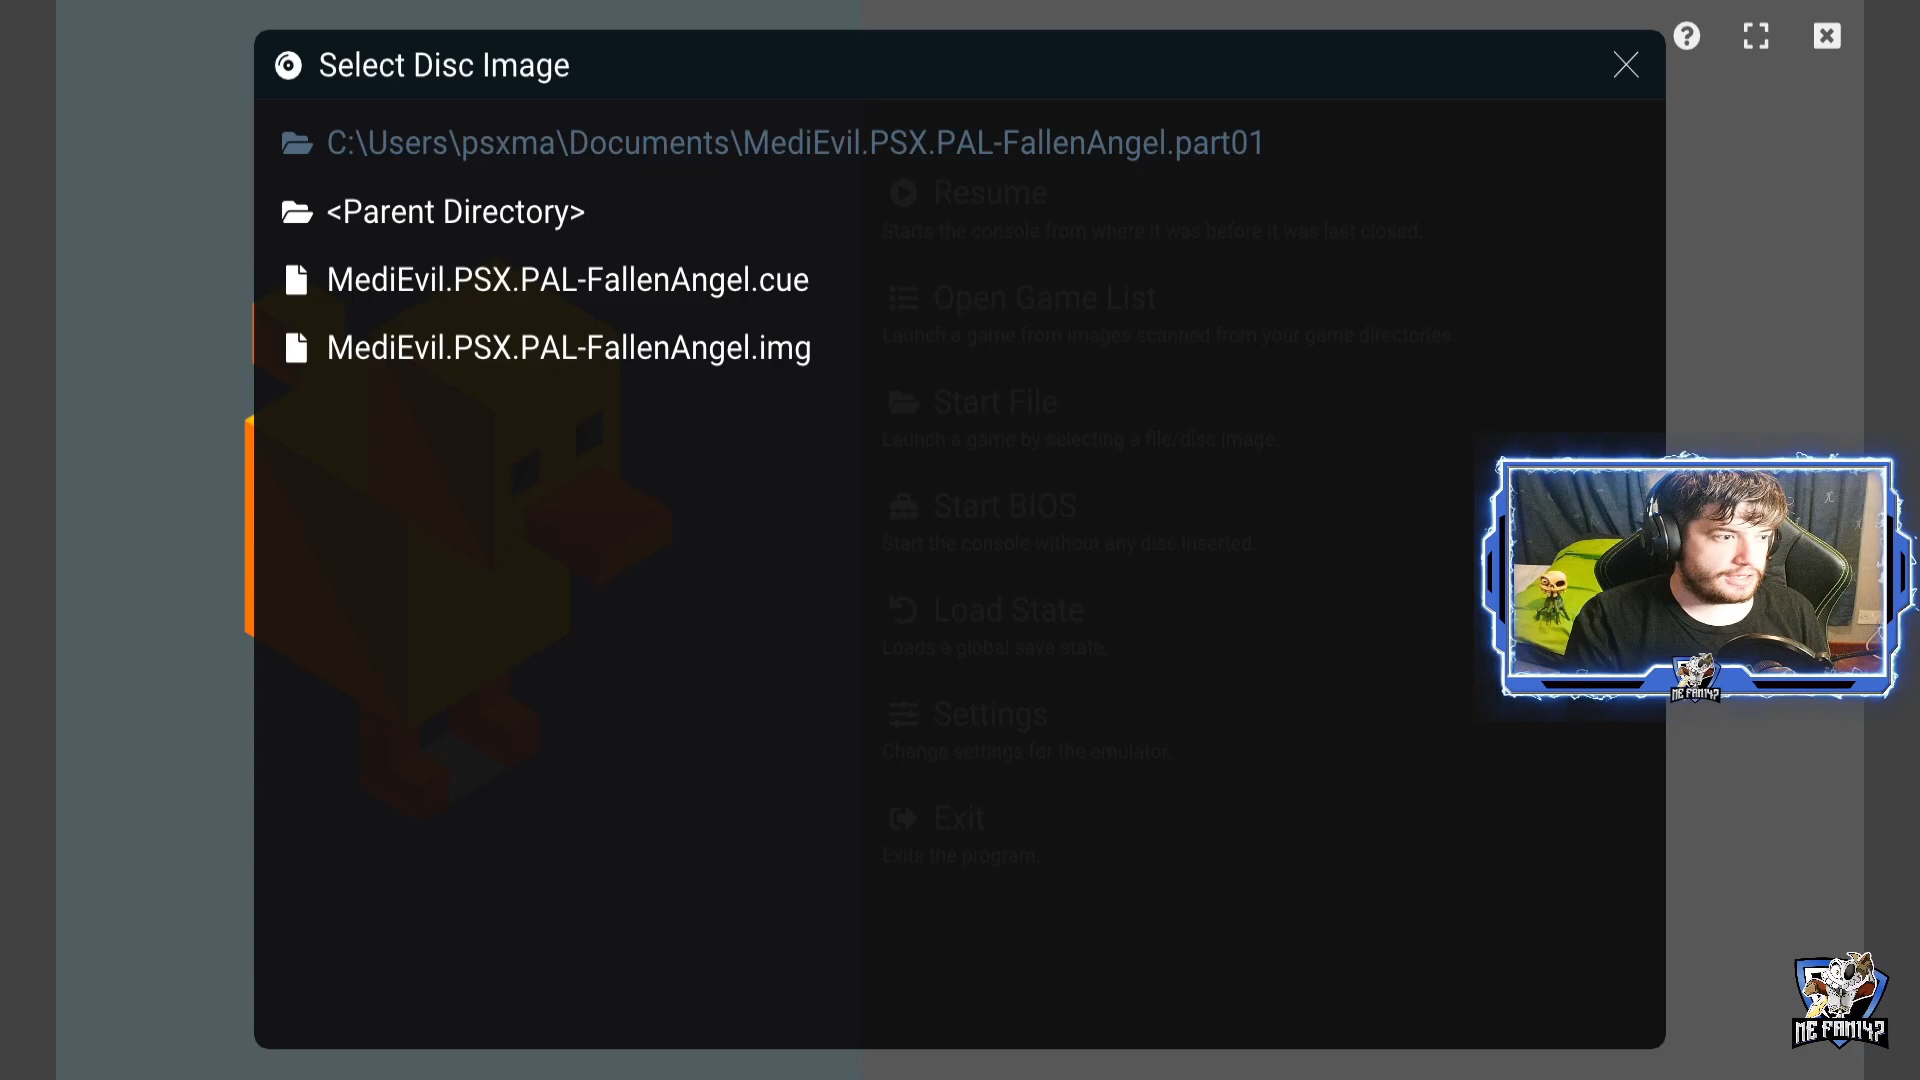 Select Disc Image
C:\Users\psxma\Documents\MediEvil.PSX.PAL-FallenAngel.part01
<Parent Directory>
MediEvil.PSX.PAL-FallenAngel.cue
MediEvil.PSX.PAL-FallenAngel.img
Resume
Starts the console from where it was before it was last closed.
Open Game List
Launch a game from images scanned from your game directories.
Start File
Launch a game by selecting a file/disc image.
Start BIOS
Start the console without any disc inserted.
Load State
Loads a global save state.
Settings
Change settings for the emulator.
Exit
Exits the program.
ME FAN147
ME FAN147